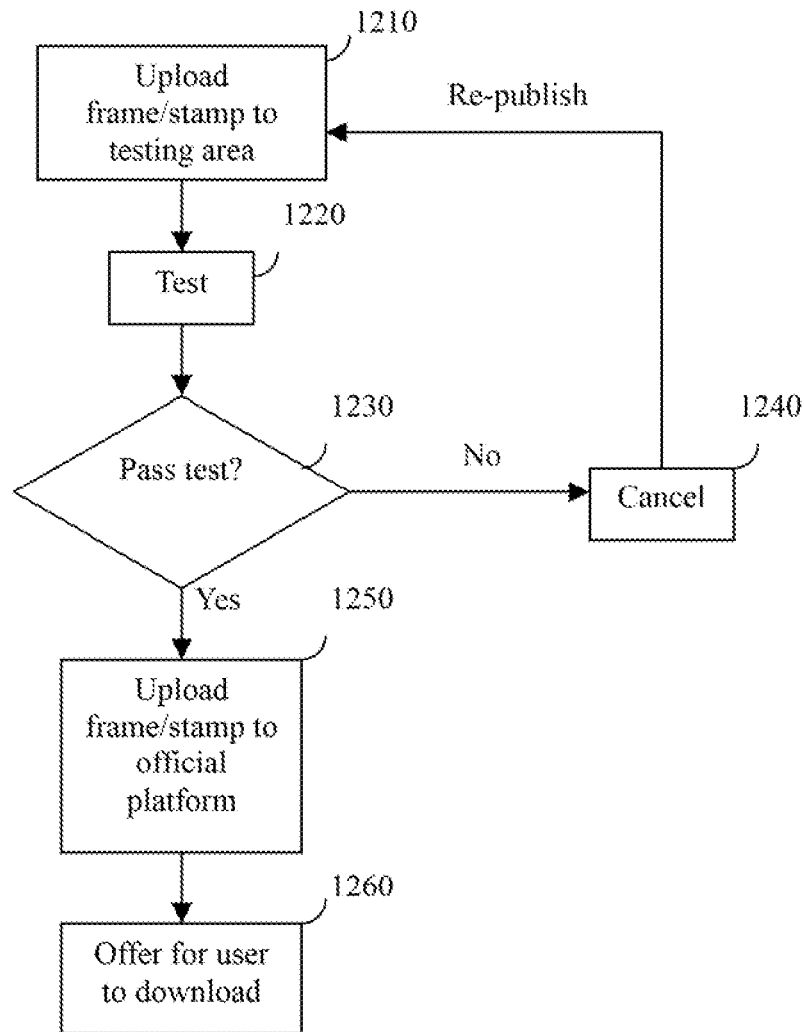 1210
Upload
frame/stamp to
testing area
Re-publish
1220
Test
1230
Pass test?
No
1240
Cancel
Yes
1250
Upload
frame/stamp to
official
platform
1260
Offer for user
to download